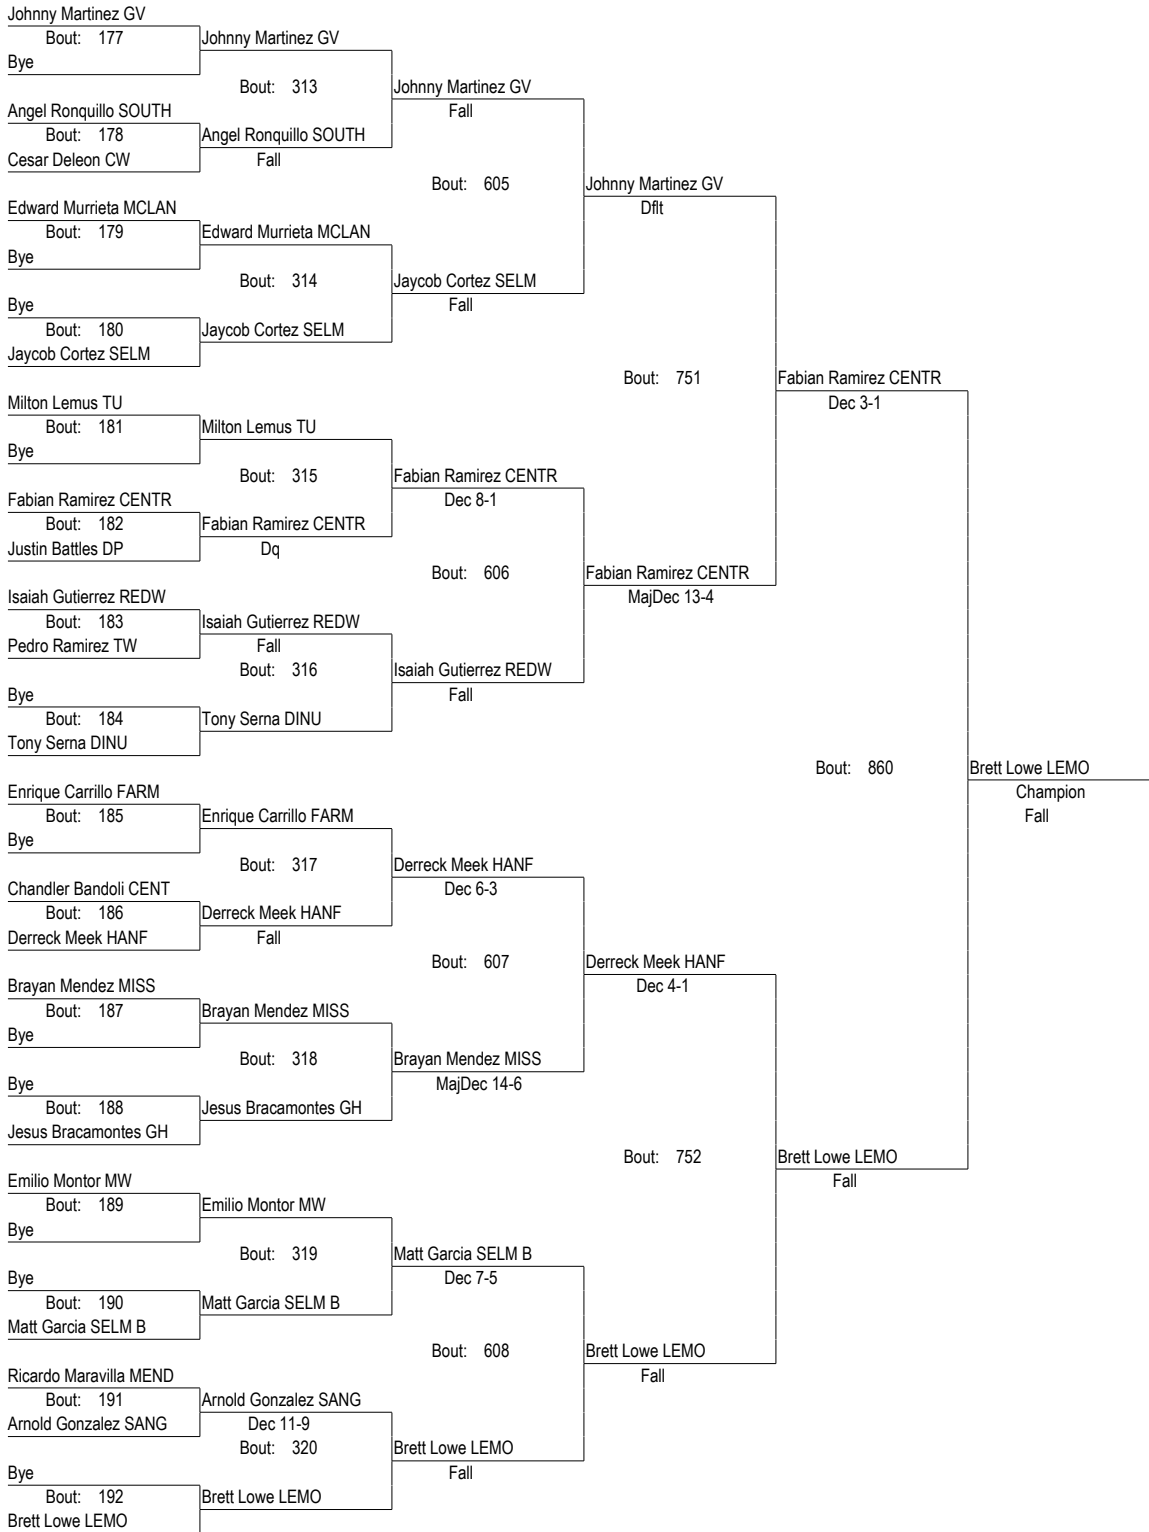 Johnny Martinez GV
Bout: 177 Johnny Martinez GV
Bye
Bout: 313 Johnny Martinez GV
Angel Ronquillo SOUTH Fall
Bout: 178 Angel Ronquillo SOUTH
Cesar Deleon CW Fall
Bout: 605 Johnny Martinez GV
Edward Murrieta MCLAN Dflt
Bout: 179 Edward Murrieta MCLAN
Bye
Bout: 314 Jaycob Cortez SELM
Bye Fall
Bout: 180 Jaycob Cortez SELM
Jaycob Cortez SELM
Bout: 751 Fabian Ramirez CENTR
Milton Lemus TU Dec 3-1
Bout: 181 Milton Lemus TU
Bye
Bout: 315 Fabian Ramirez CENTR
Fabian Ramirez CENTR Dec 8-1
Bout: 182 Fabian Ramirez CENTR
Justin Battles DP Dq
Bout: 606 Fabian Ramirez CENTR
Isaiah Gutierrez REDW MajDec 13-4
Bout: 183 Isaiah Gutierrez REDW
Pedro Ramirez TW Fall
Bout: 316 Isaiah Gutierrez REDW
Bye Fall
Bout: 184 Tony Serna DINU
Tony Serna DINU
Bout: 860 Brett Lowe LEMO
Enrique Carrillo FARM Champion
Bout: 185 Enrique Carrillo FARM Fall
Bye
Bout: 317 Derreck Meek HANF
Chandler Bandoli CENT Dec 6-3
Bout: 186 Derreck Meek HANF
Derreck Meek HANF Fall
Bout: 607 Derreck Meek HANF
Brayan Mendez MISS Dec 4-1
Bout: 187 Brayan Mendez MISS
Bye
Bout: 318 Brayan Mendez MISS
Bye MajDec 14-6
Bout: 188 Jesus Bracamontes GH
Jesus Bracamontes GH
Bout: 752 Brett Lowe LEMO
Emilio Montor MW Fall
Bout: 189 Emilio Montor MW
Bye
Bout: 319 Matt Garcia SELM B
Bye Dec 7-5
Bout: 190 Matt Garcia SELM B
Matt Garcia SELM B
Bout: 608 Brett Lowe LEMO
Ricardo Maravilla MEND Fall
Bout: 191 Arnold Gonzalez SANG
Arnold Gonzalez SANG Dec 11-9
Bout: 320 Brett Lowe LEMO
Bye Fall
Bout: 192 Brett Lowe LEMO
Brett Lowe LEMO